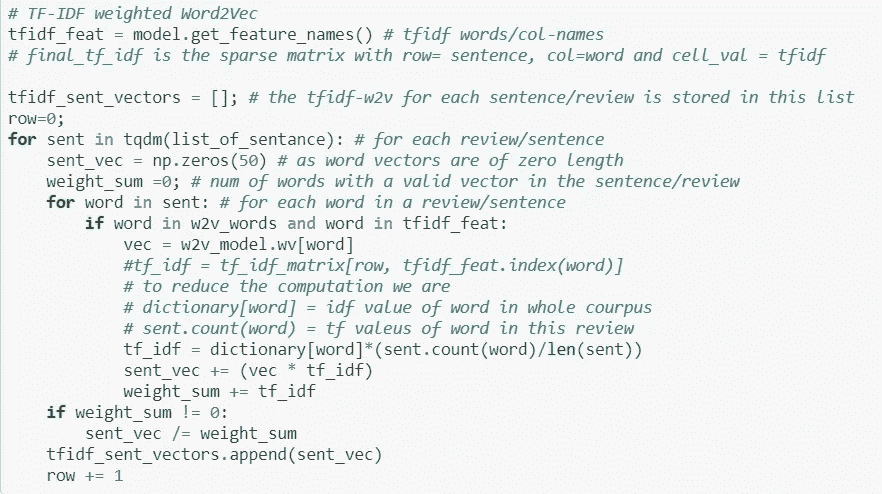 # TF-IDF weighted Word2Vec
tfidf_feat = model.get_feature_names() # tfidf words/col-names
# final_tf_idf is the sparse matrix with row= sentence, col=word and cell_val = tfidf

tfidf_sent_vectors = []; # the tfidf-w2v for each sentence/review is stored in this list
row=0;
for sent in tqdm(list_of_sentance): # for each review/sentence
    sent_vec = np.zeros(50) # as word vectors are of zero length
    weight_sum =0; # num of words with a valid vector in the sentence/review
    for word in sent: # for each word in a review/sentence
        if word in w2v_words and word in tfidf_feat:
            vec = w2v_model.wv[word]
            #tf_idf = tf_idf_matrix[row, tfidf_feat.index(word)]
            # to reduce the computation we are
            # dictionary[word] = idf value of word in whole courpus
            # sent.count(word) = tf valeus of word in this review
            tf_idf = dictionary[word]*(sent.count(word)/len(sent))
            sent_vec += (vec * tf_idf)
            weight_sum += tf_idf
    if weight_sum != 0:
        sent_vec /= weight_sum
    tfidf_sent_vectors.append(sent_vec)
    row += 1